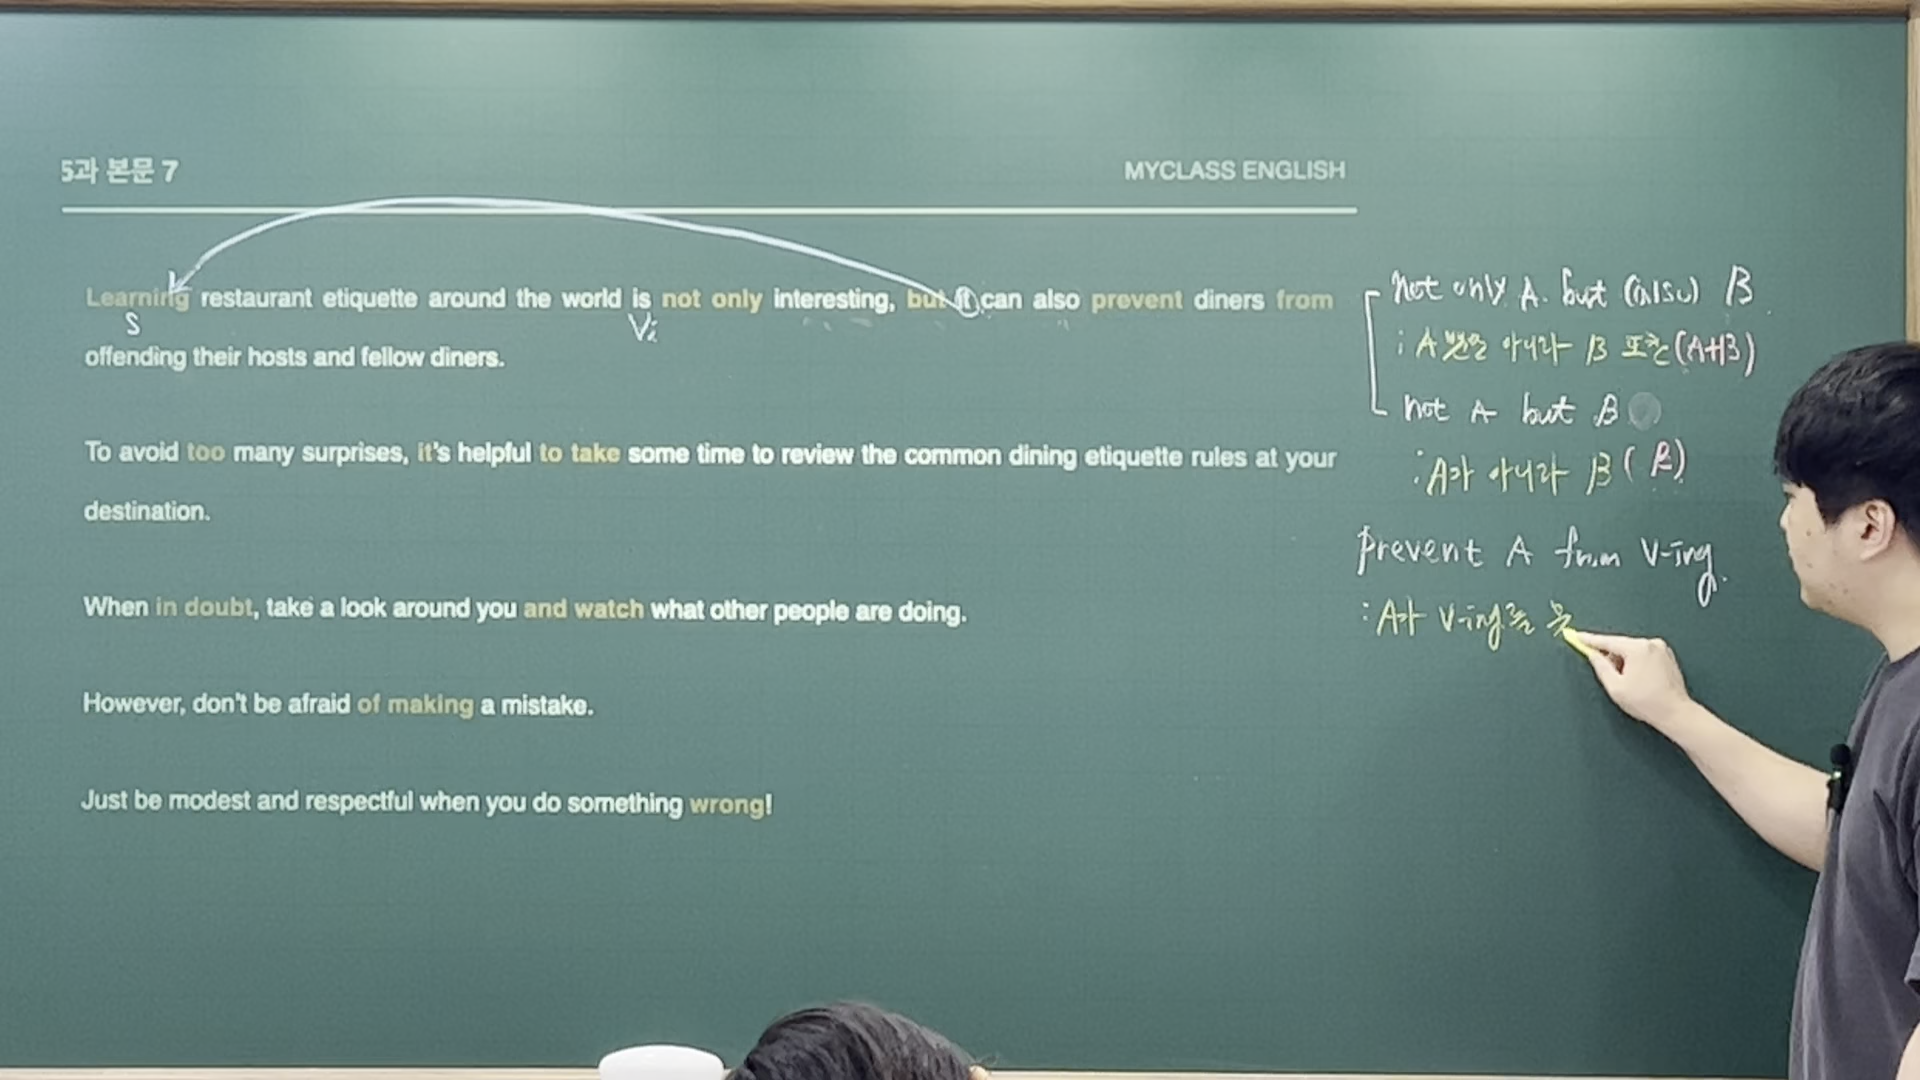 5과 본문 7
MYCLASS ENGLISH
Learning restaurant etiquette around the world is not only interesting, but it can also prevent diners from
S
Vi
offending their hosts and fellow diners.
To avoid too many surprises, it's helpful to take some time to review the common dining etiquette rules at your
destination.
When in doubt, take a look around you and watch what other people are doing.
However, don't be afraid of making a mistake.
Just be modest and respectful when you do something wrong!
not only A but (also) B
: A 뿐만 아니라 B 또한 (A+B)
not A but B
: A가 아니라 B (B)
prevent A from V-ing.
: A가 V-ing를 못